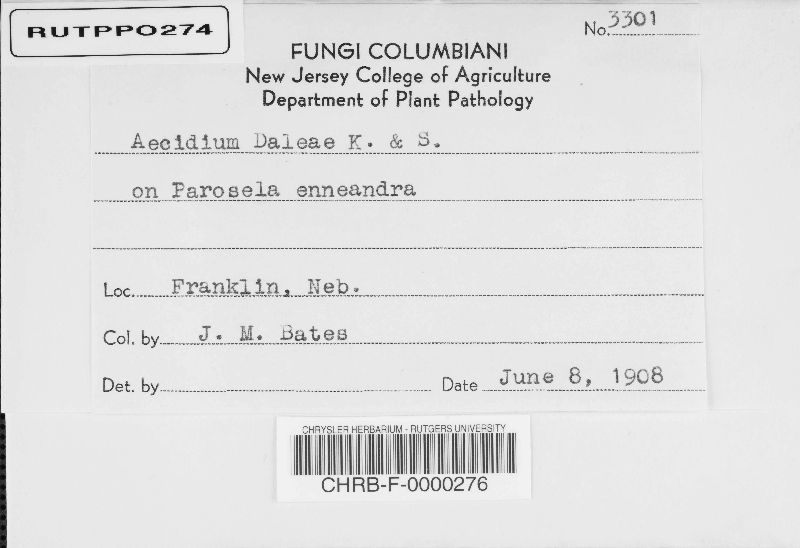 RUTPPO274
No. 3301
FUNGI COLUMBIANI
New Jersey College of Agriculture
Department of Plant Pathology
Aecidium Daleae K. & S.
on Parosela enneandra
Loc. Franklin, Neb.
Col. by J. M. Bates
Det. by
Date June 8, 1908
CHRYSLER HERBARIUM - RUTGERS UNIVERSITY
CHRB-F-0000276